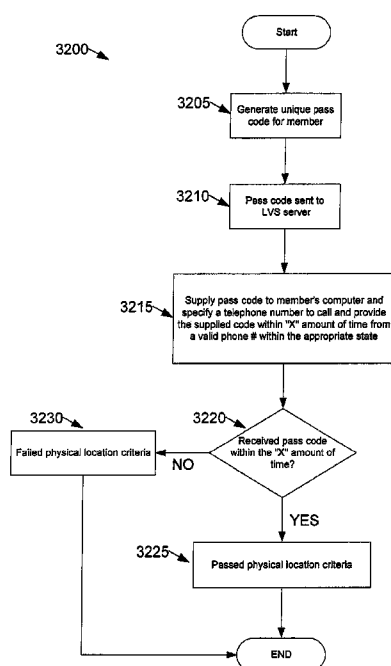 Start
3200
3205
Generate unique pass
code for member
3210
Pass code sent to
LVS server
3215
Supply pass code to member's computer and
specify a telephone number to call and provide
the supplied code within "X" amount of time from
a valid phone # within the appropriate state
3230
3220
Failed physical location criteria
NO
Received pass code
within the "X" amount of
time?
YES
3225
Passed physical location criteria
END